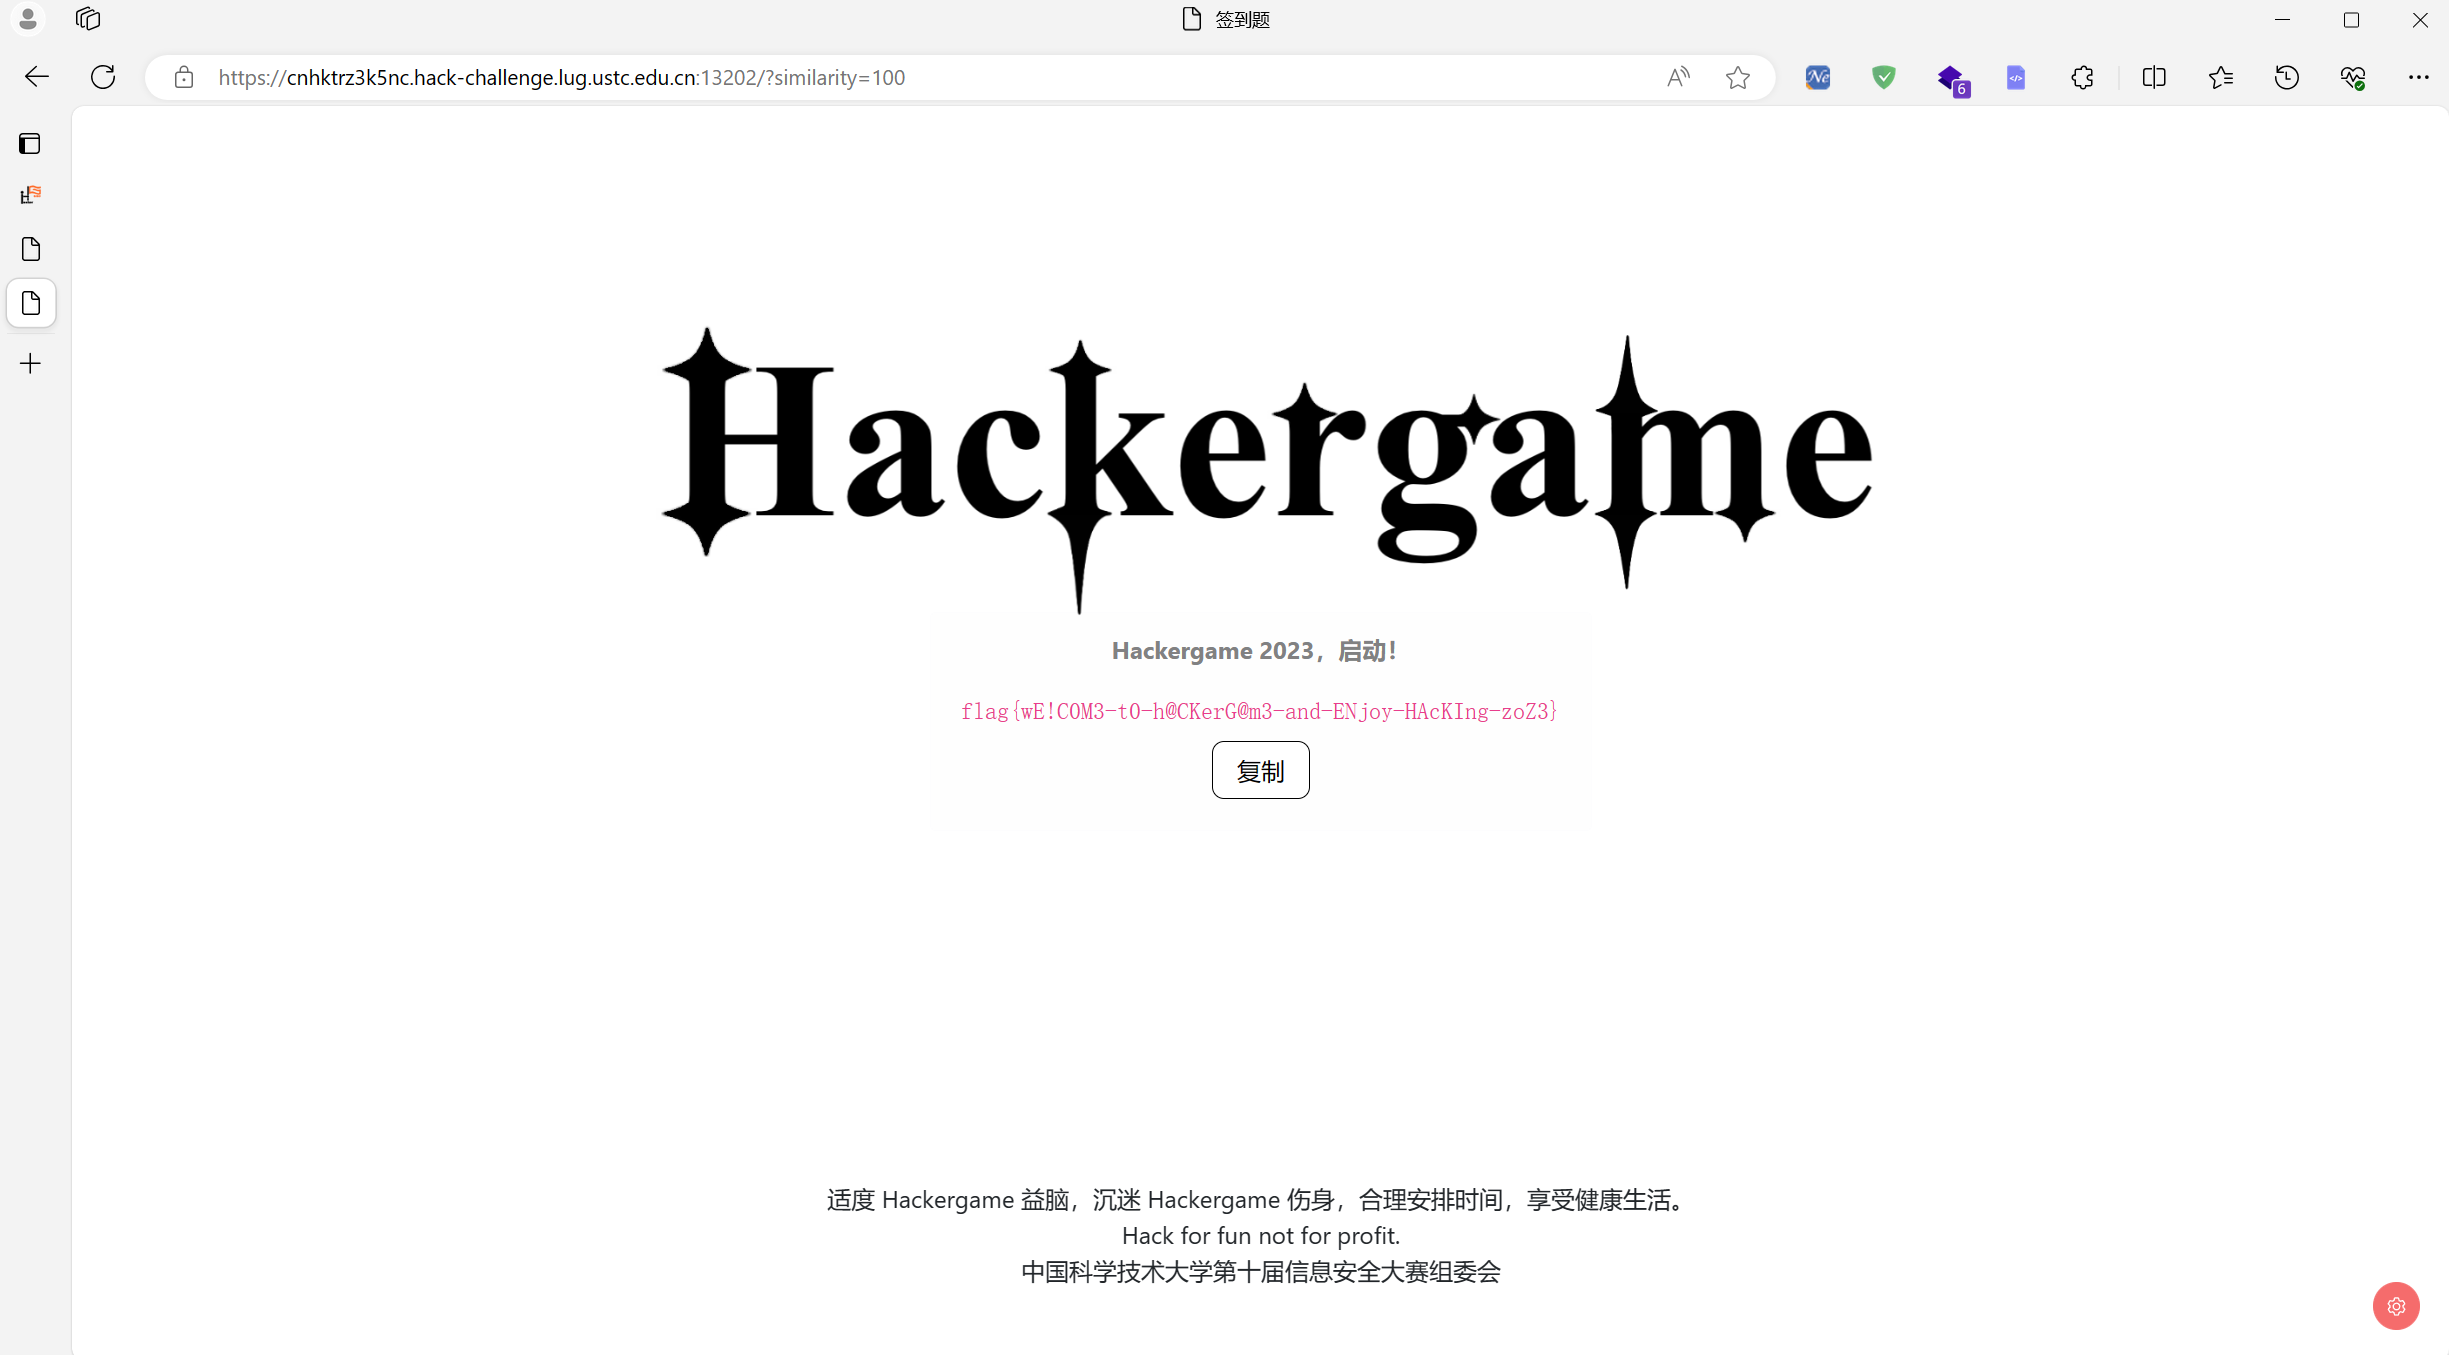 签到题
https://cnhktrz3k5nc.hack-challenge.lug.ustc.edu.cn:13202/?similarity=100
6
Hackergame
Hackergame 2023，启动！
flag{wE!COM3-tO-h@CKerG@m3-and-ENjoy-HAcKIng-zoZ3}
复制
适度 Hackergame 益脑，沉迷 Hackergame 伤身，合理安排时间，享受健康生活。
Hack for fun not for profit.
中国科学技术大学第十届信息安全大赛组委会